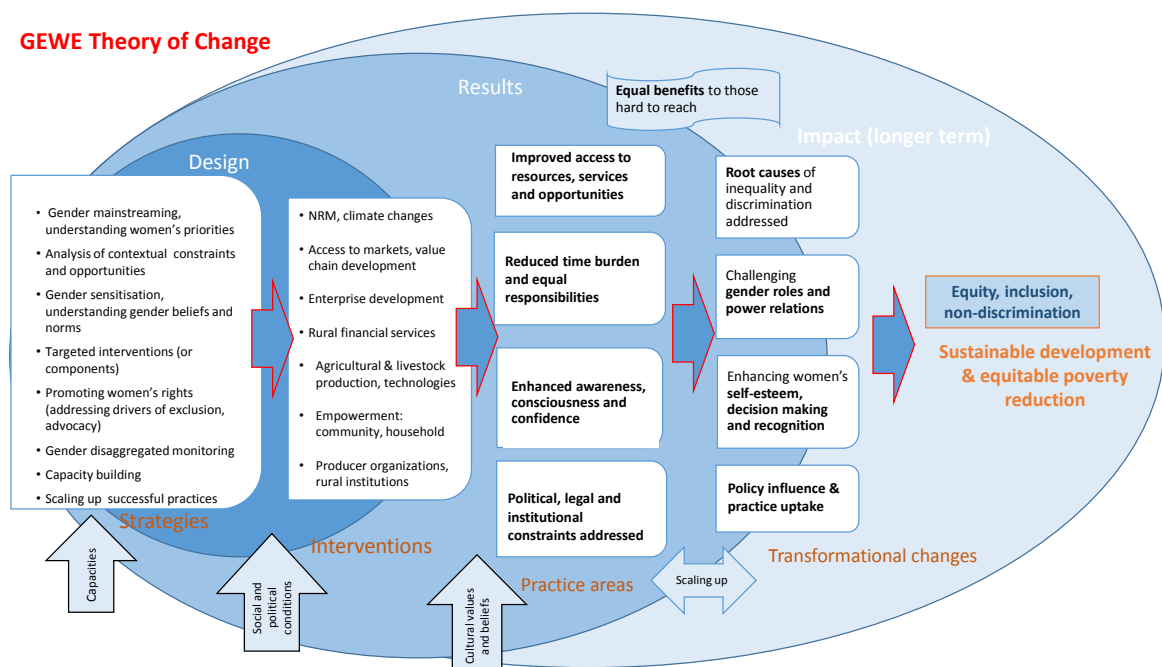 GEWE Theory of Change
Results
Equal benefits to those
hard to reach
Impact (longer term)
Design
• Gender mainstreaming,
understanding women's priorities
• Analysis of contextual constraints
and opportunities
• Gender sensitisation,
understanding gender beliefs and
norms
• Targeted interventions (or
components)
• Promoting women's rights
(addressing drivers of exclusion,
advocacy)
• Gender disaggregated monitoring
• Capacity building
• Scaling up successful practices
Strategies
• NRM, climate changes
• Access to markets, value
chain development
• Enterprise development
• Rural financial services
• Agricultural & livestock
production, technologies
• Empowerment:
community, household
• Producer organizations,
rural institutions
Interventions
Improved access to
resources, services
and opportunities
Reduced time burden
and equal
responsibilities
Enhanced awareness,
consciousness and
confidence
Political, legal and
institutional
constraints addressed
Practice areas
Root causes of
inequality and
discrimination
addressed
Challenging
gender roles and
power relations
Enhancing women's
self-esteem,
decision making
and recognition
Policy influence &
practice uptake
Transformational changes
Scaling up
Equity, inclusion,
non-discrimination
Sustainable development
& equitable poverty
reduction
Capacities
Social and
political
conditions
Cultural values
and beliefs